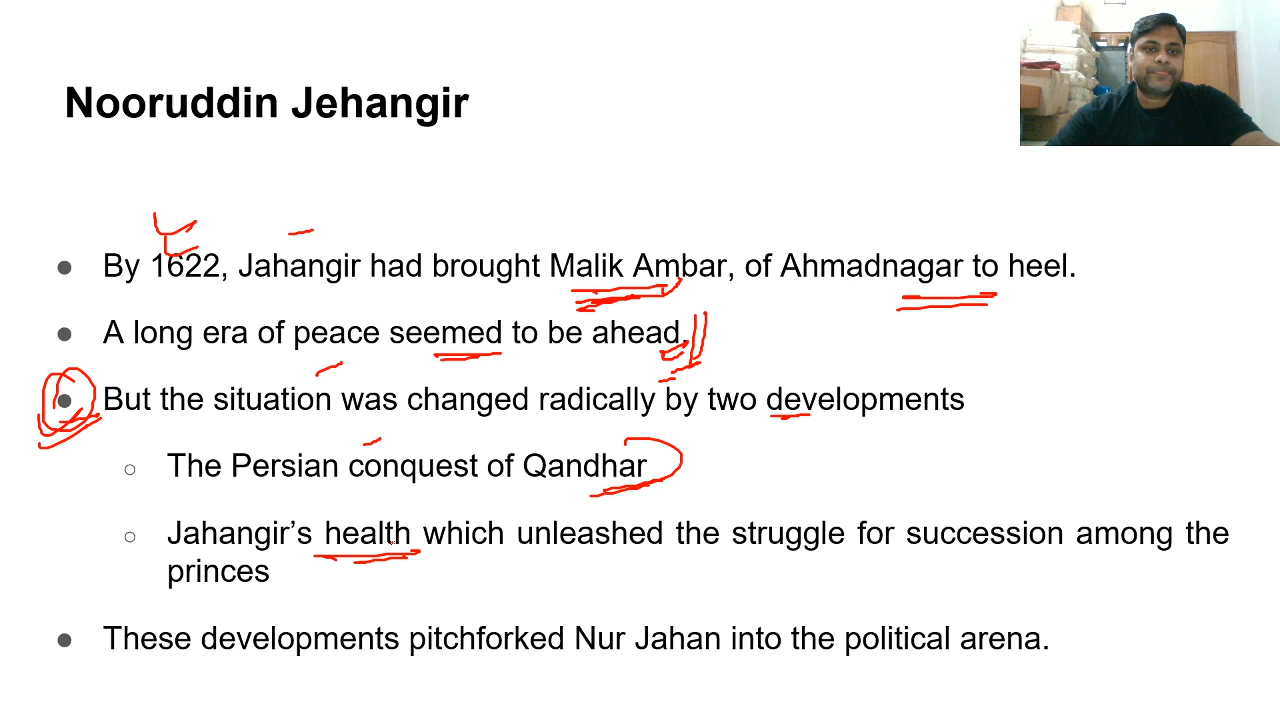 Nooruddin Jehangir
● By 1622, Jahangir had brought Malik Ambar, of Ahmadnagar to heel.
● A long era of peace seemed to be ahead.
● But the situation was changed radically by two developments
○ The Persian conquest of Qandhar
○ Jahangir’s health which unleashed the struggle for succession among the
princes
● These developments pitchforked Nur Jahan into the political arena.